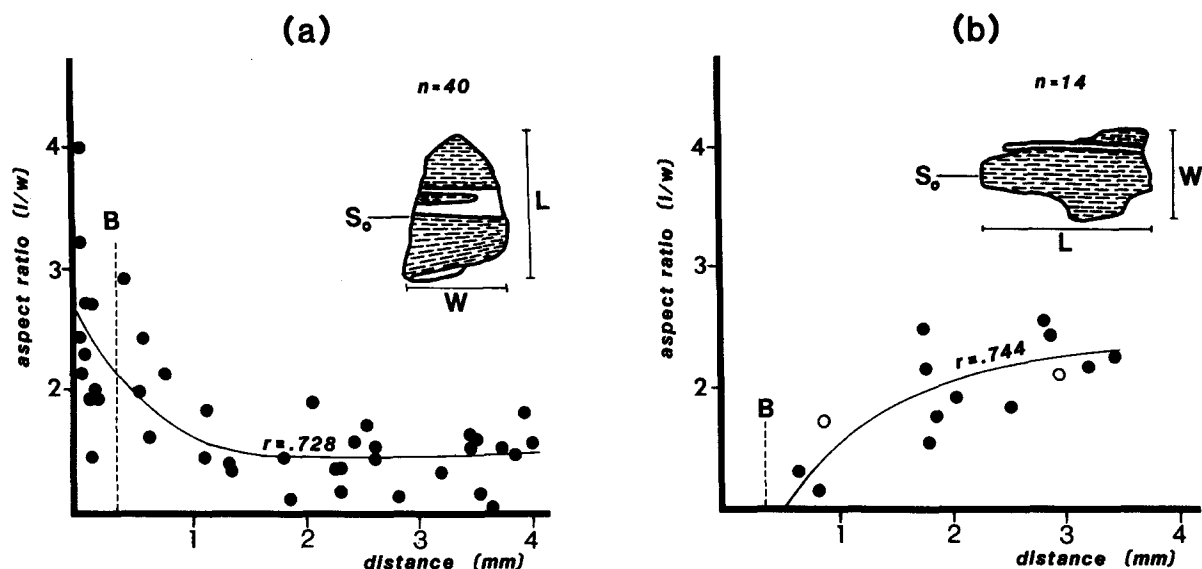 (a)
n=40
4
3
2
aspect ratio (l/w)
B
S₀
L
W
r=.728
1
2
3
4
distance (mm)
(b)
n=14
4
3
2
aspect ratio (l/w)
B
S₀
W
L
r=.744
1
2
3
4
distance (mm)